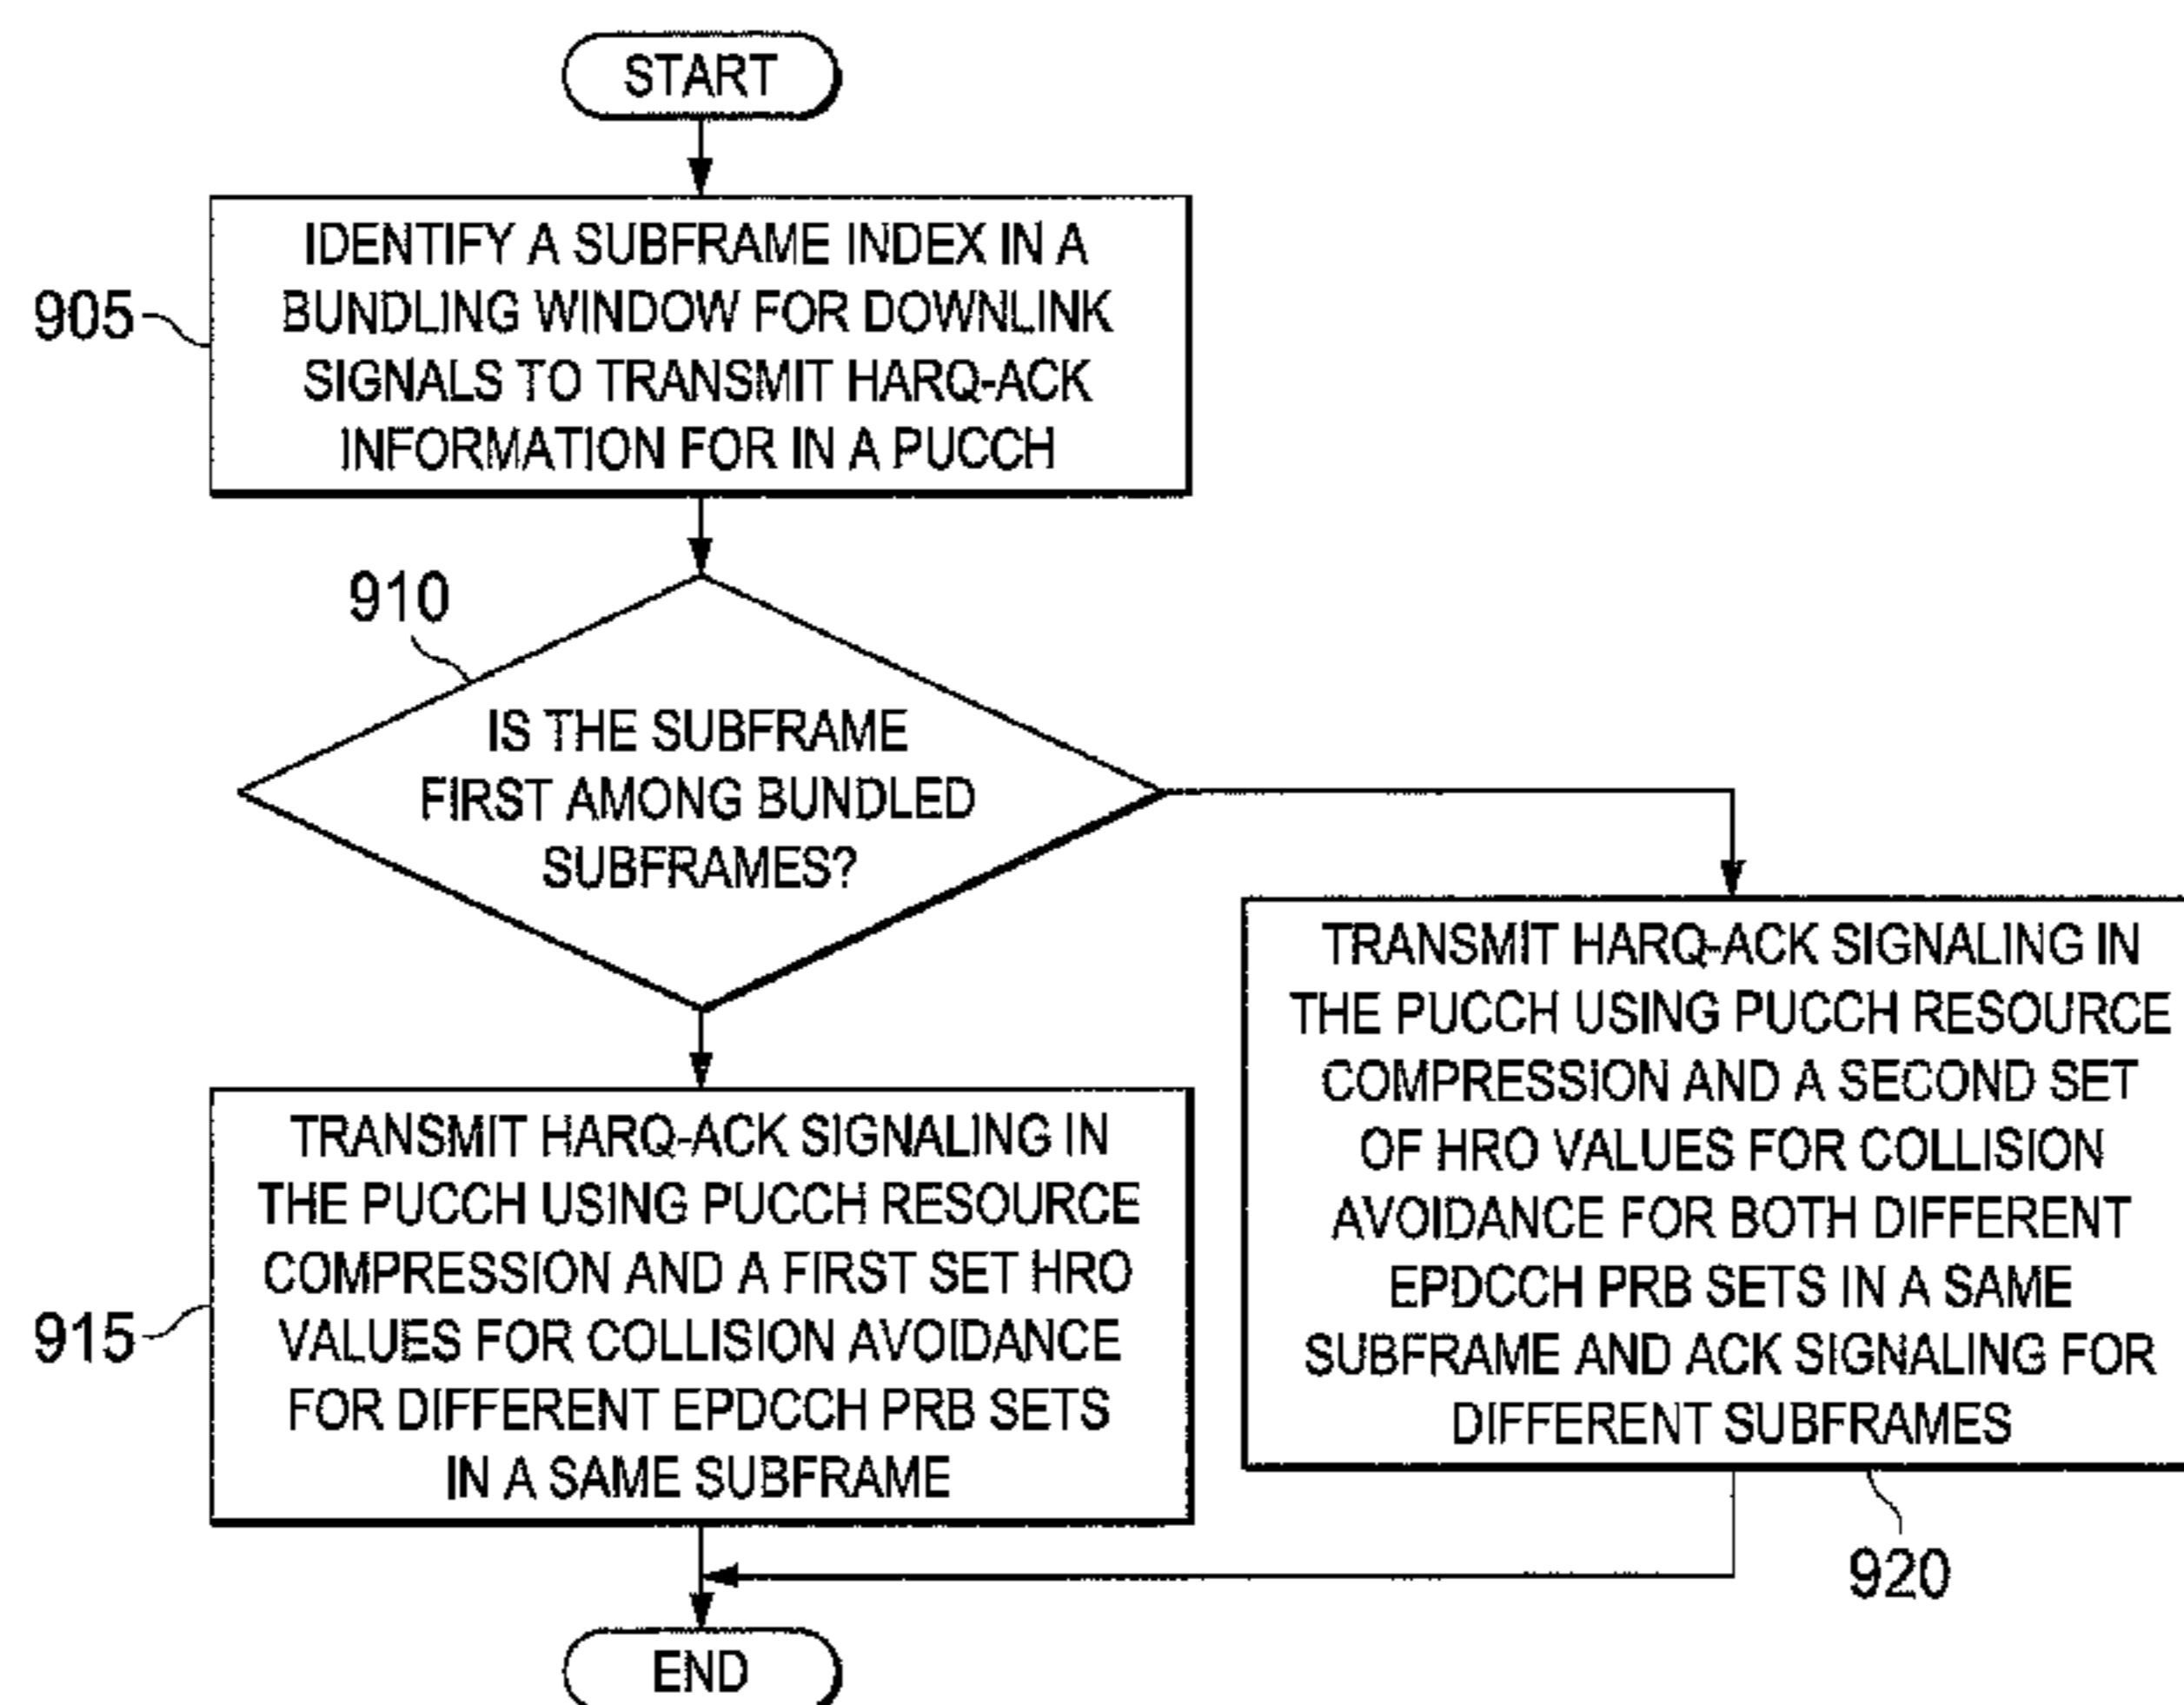 START
905
IDENTIFY A SUBFRAME INDEX IN A
BUNDLING WINDOW FOR DOWNLINK
SIGNALS TO TRANSMIT HARQ-ACK
INFORMATION FOR IN A PUCCH
910
IS THE SUBFRAME
FIRST AMONG BUNDLED
SUBFRAMES?
915
TRANSMIT HARQ-ACK SIGNALING IN
THE PUCCH USING PUCCH RESOURCE
COMPRESSION AND A FIRST SET HRO
VALUES FOR COLLISION AVOIDANCE
FOR DIFFERENT EPDCCH PRB SETS
IN A SAME SUBFRAME
TRANSMIT HARQ-ACK SIGNALING IN
THE PUCCH USING PUCCH RESOURCE
COMPRESSION AND A SECOND SET
OF HRO VALUES FOR COLLISION
AVOIDANCE FOR BOTH DIFFERENT
EPDCCH PRB SETS IN A SAME
SUBFRAME AND ACK SIGNALING FOR
DIFFERENT SUBFRAMES
920
END